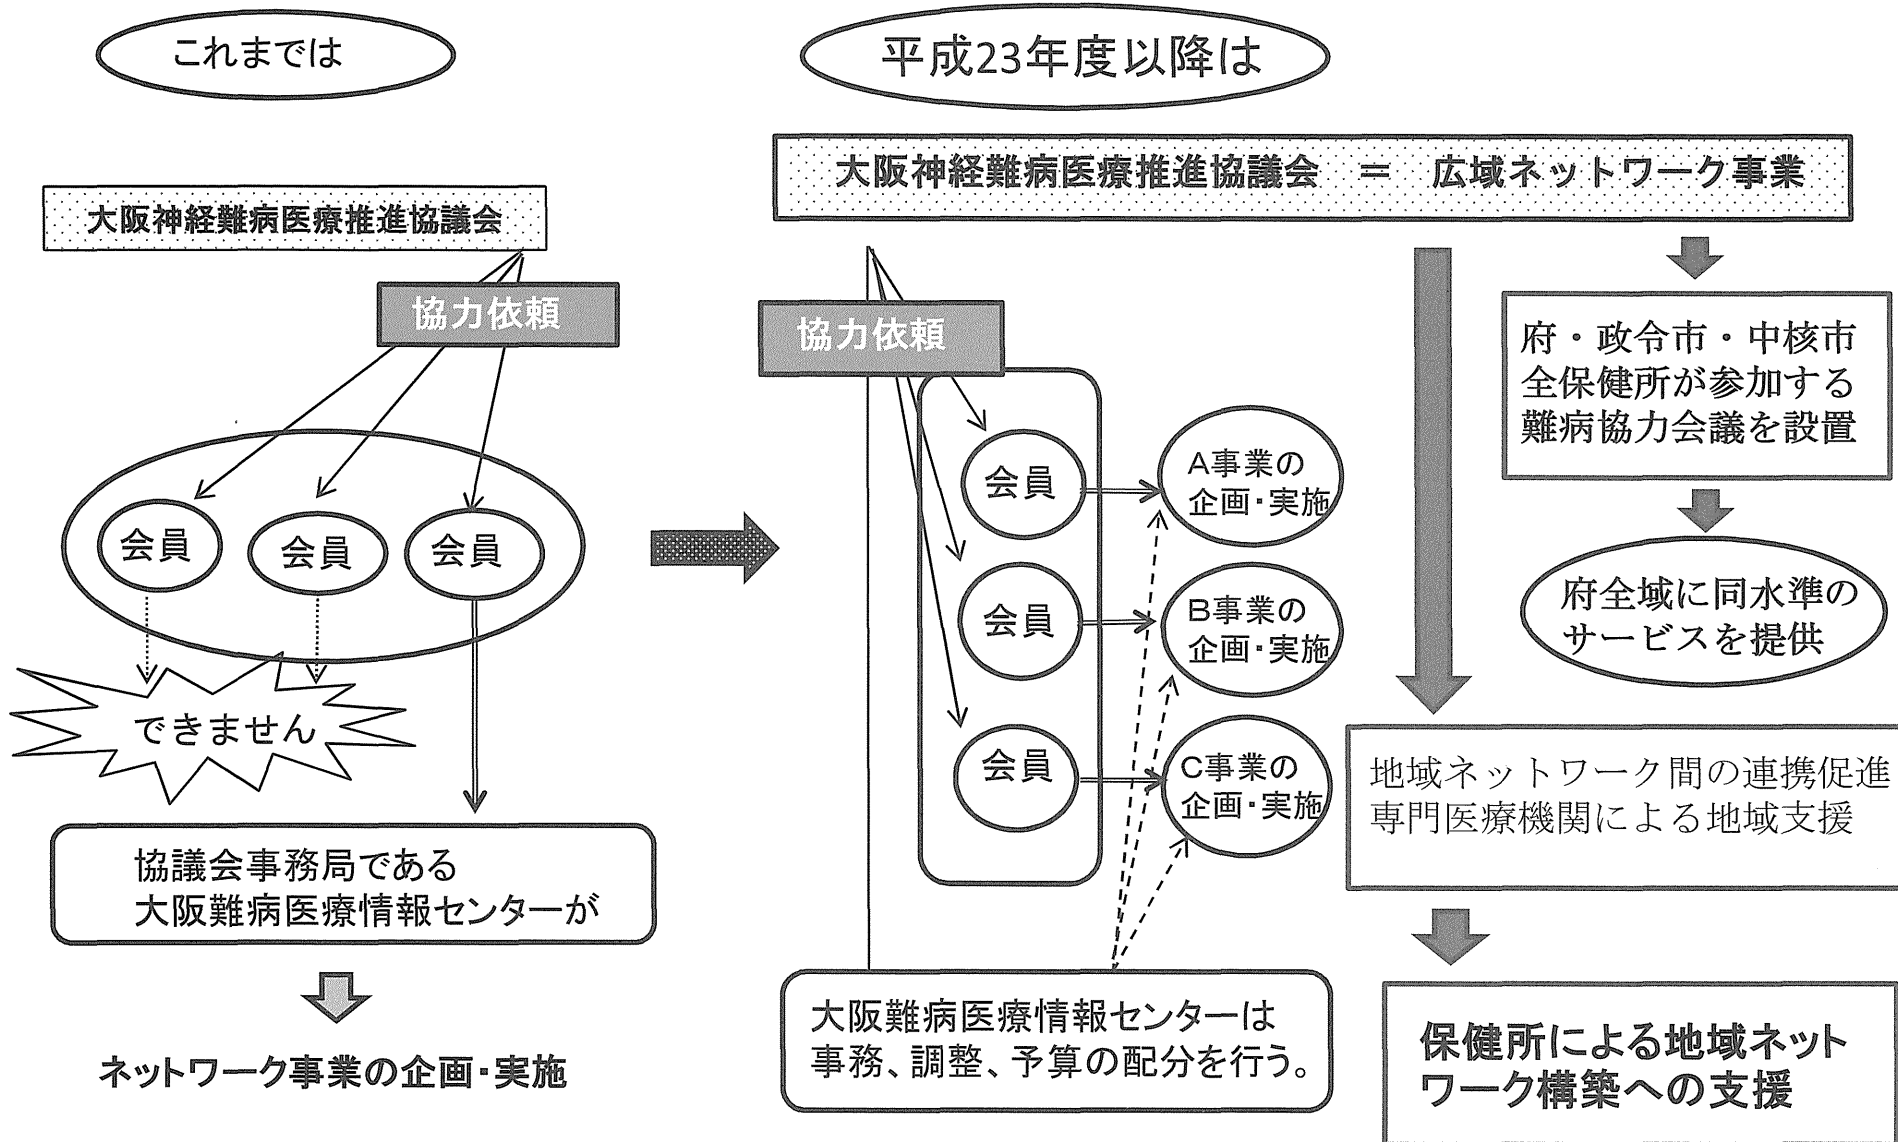 これまでは
大阪神経難病医療推進協議会
協力依頼
会員
会員
会員
できません
協議会事務局である
大阪難病医療情報センターが
ネットワーク事業の企画・実施
平成23年度以降は
大阪神経難病医療推進協議会 ＝ 広域ネットワーク事業
協力依頼
会員
会員
会員
A事業の
企画・実施
B事業の
企画・実施
C事業の
企画・実施
大阪難病医療情報センターは
事務、調整、予算の配分を行う。
府・政令市・中核市
全保健所が参加する
難病協力会議を設置
府全域に同水準の
サービスを提供
地域ネットワーク間の連携促進
専門医療機関による地域支援
保健所による地域ネット
ワーク構築への支援